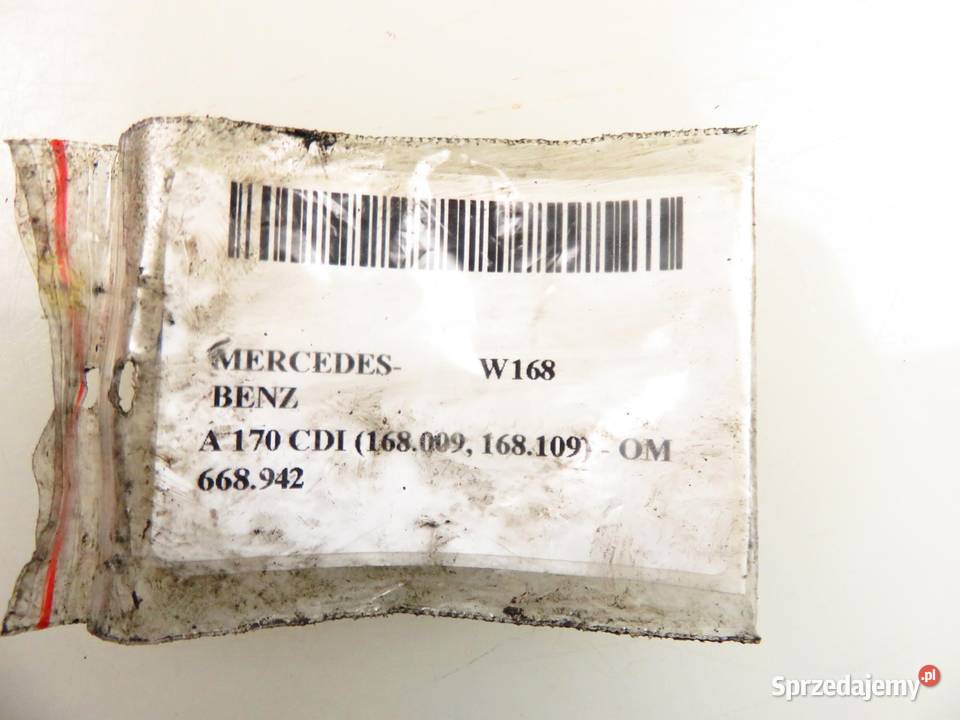 MERCEDES- W168
BENZ
A 170 CDI (168.009, 168.109) - OM
668.942
Sprzedajemy.pl